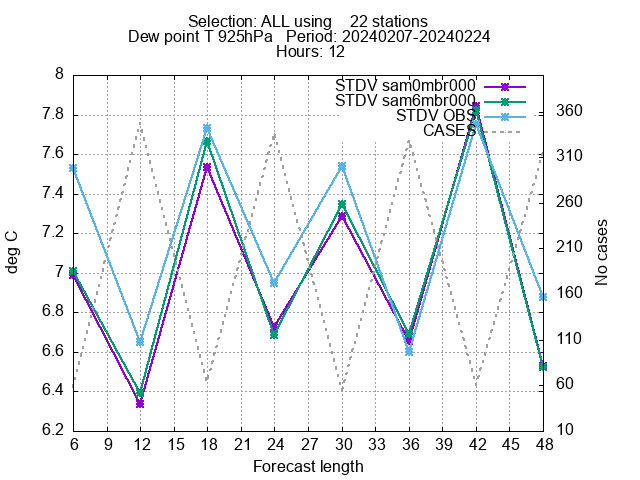 Selection: ALL using 22 stations
Dew point T 925hPa Period: 20240207-20240224
Hours: 12
STDV sam0mbr000
STDV sam6mbr000
STDV OBS
CASES
8
7.8
7.6
7.4
7.2
7
6.8
6.6
6.4
6.2
deg C
360
310
260
210
160
110
60
10
No cases
6 9 12 15 18 21 24 27 30 33 36 39 42 45 48
Forecast length